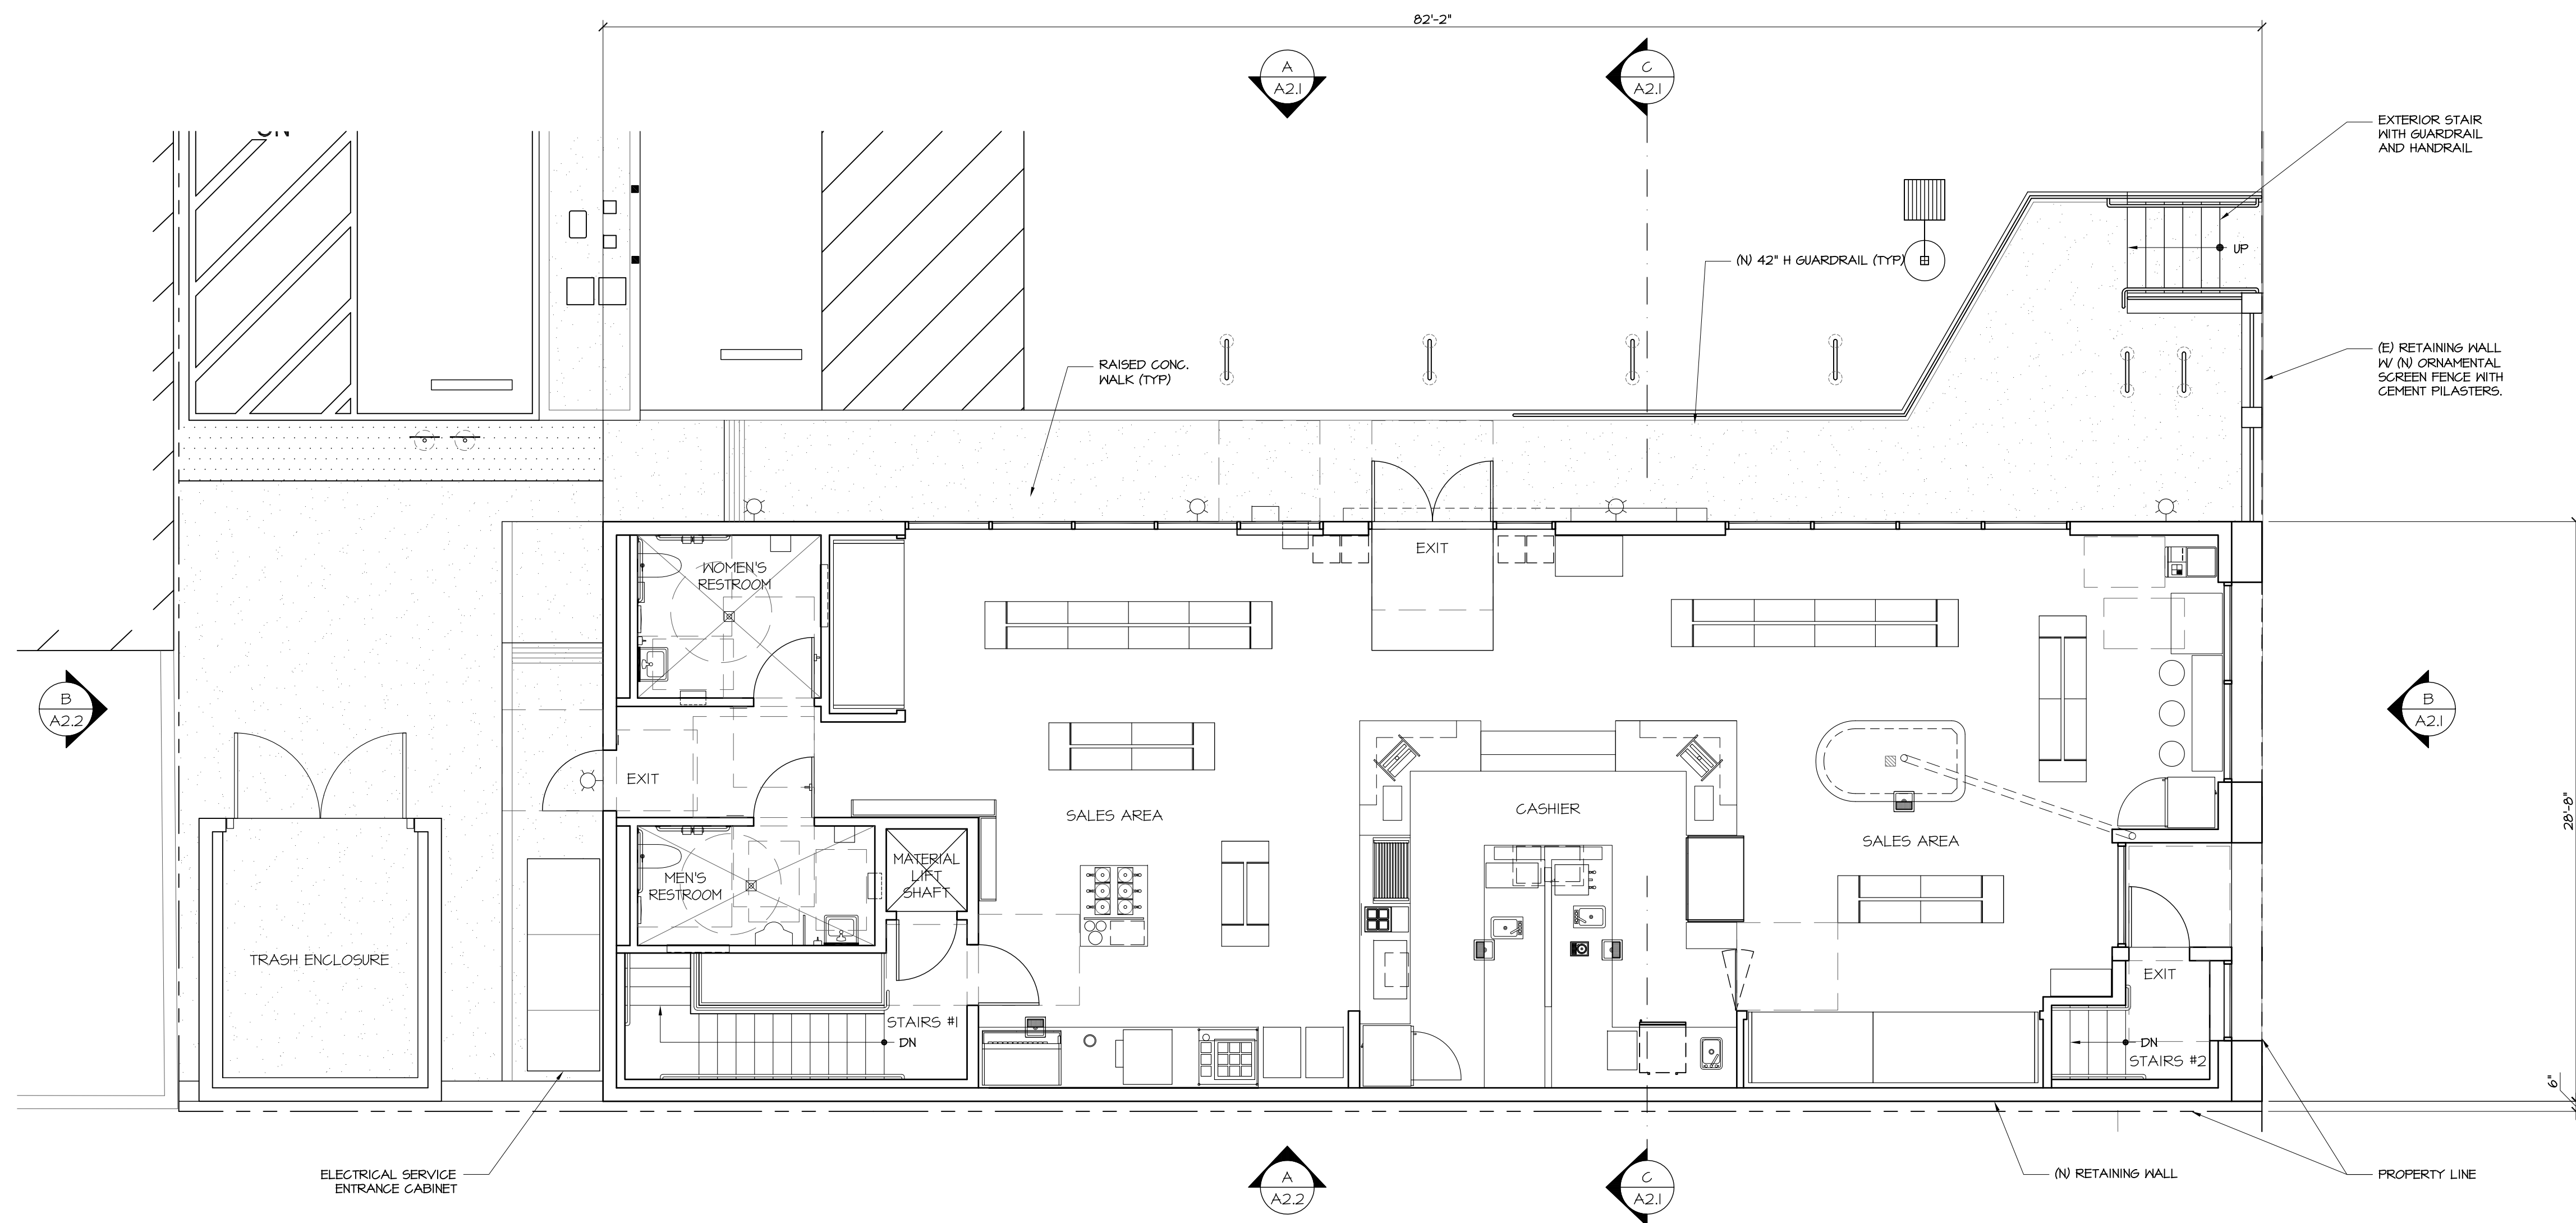 82'-2"
A
A2.1
C
A2.1
EXTERIOR STAIR
WITH GUARDRAIL
AND HANDRAIL
UP
(N) 42" H GUARDRAIL (TYP)
(E) RETAINING WALL
W/ (N) ORNAMENTAL
SCREEN FENCE WITH
CEMENT PILASTERS.
RAISED CONC.
WALK (TYP)
EXIT
WOMEN'S
RESTROOM
B
A2.2
B
A2.1
EXIT
SALES AREA
CASHIER
SALES AREA
28'-8"
MATERIAL
LIFT
SHAFT
MEN'S
RESTROOM
TRASH ENCLOSURE
EXIT
STAIRS #1
DN
DN
STAIRS #2
6"
ELECTRICAL SERVICE
ENTRANCE CABINET
A
A2.2
C
A2.1
(N) RETAINING WALL
PROPERTY LINE